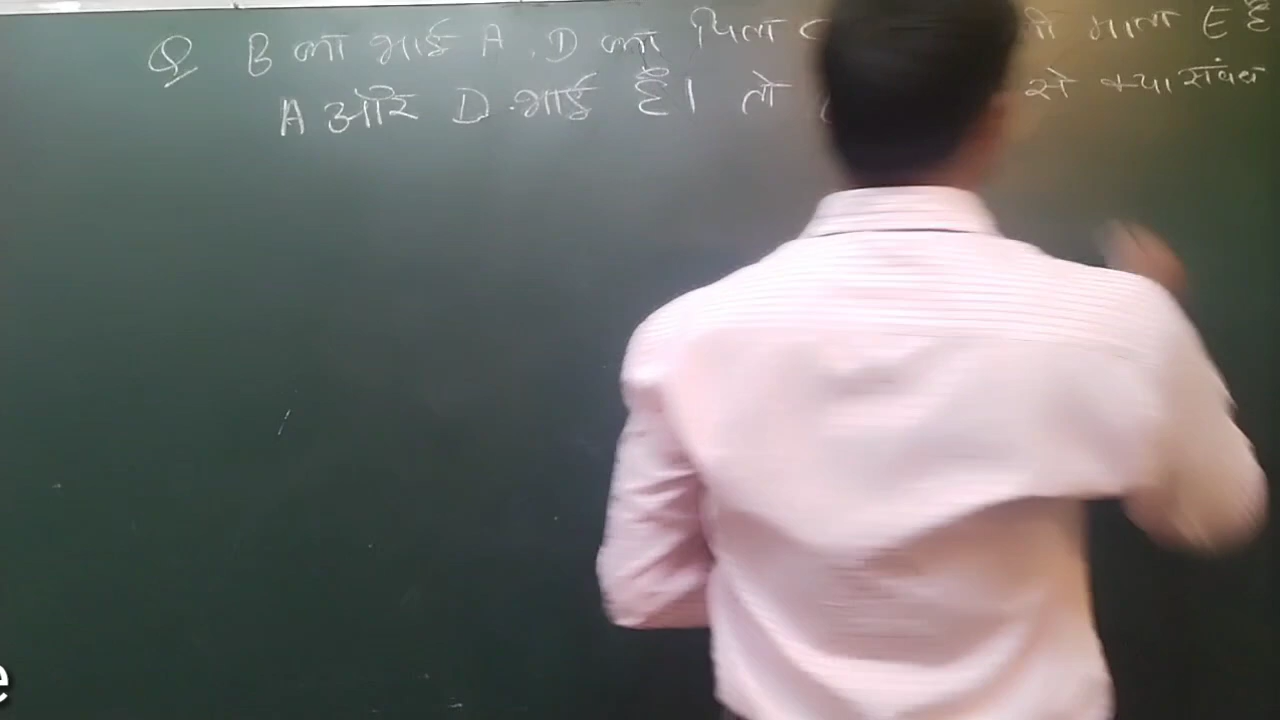 Q B का भाई A, D का पिता C माता E है
A और D भाई हैं। तो से क्या संबंध
e